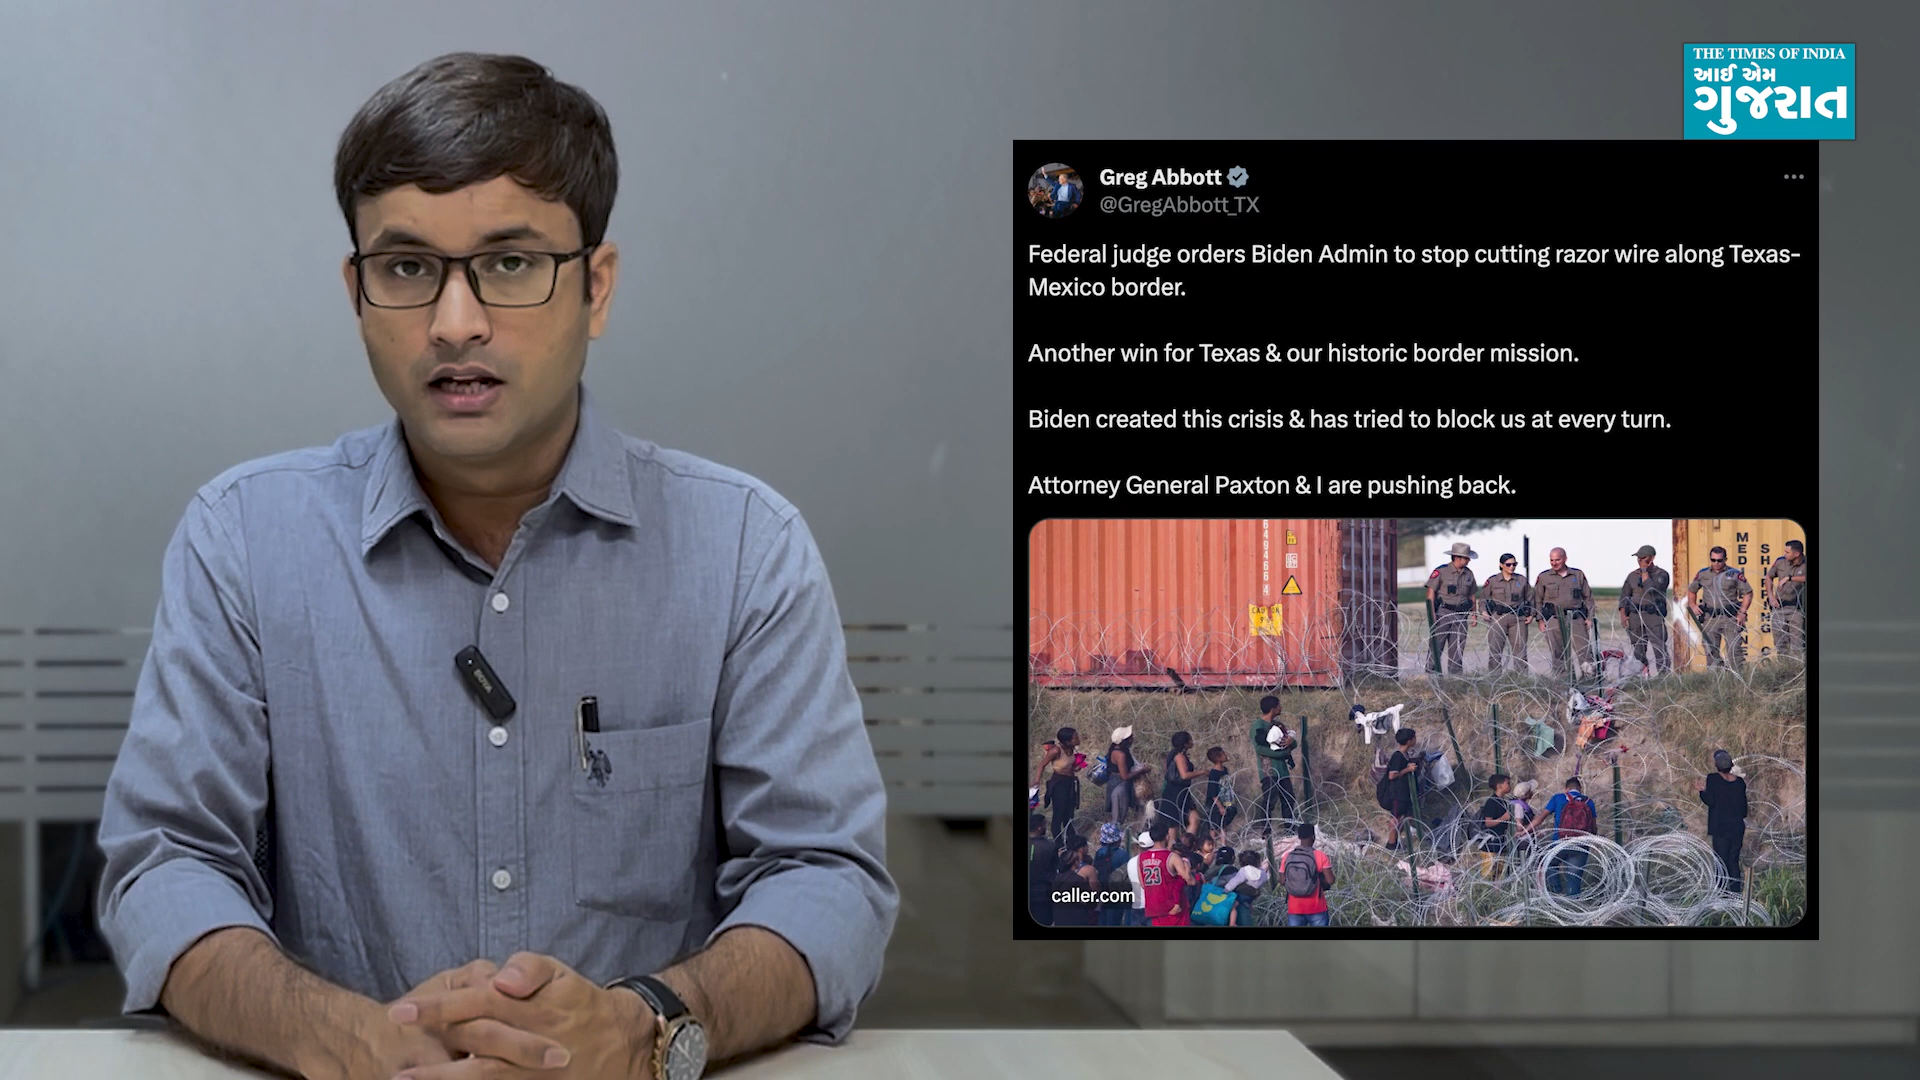 THE TIMES OF INDIA
આઈ એમ
ગુજરાત
Greg Abbott
@GregAbbott_TX
Federal judge orders Biden Admin to stop cutting razor wire along Texas-
Mexico border.
Another win for Texas & our historic border mission.
Biden created this crisis & has tried to block us at every turn.
Attorney General Paxton & I are pushing back.
caller.com
23
BOYA